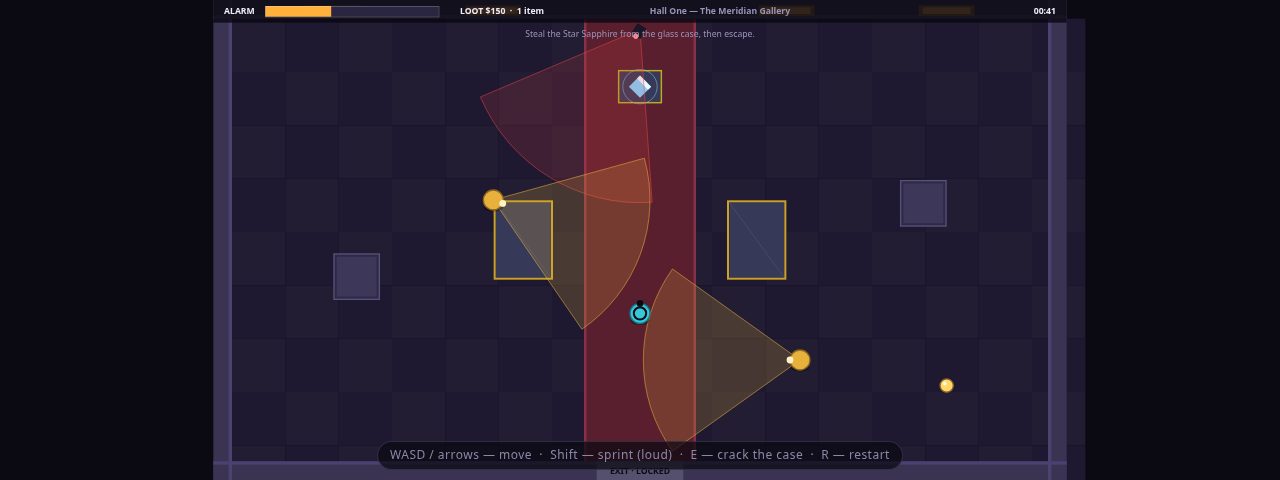 ALARM
LOOT $150 · 1 item
Hall One — The Meridian Gallery
00:41
Steal the Star Sapphire from the glass case, then escape.
WASD / arrows — move · Shift — sprint (loud) · E — crack the case · R — restart
EXIT · LOCKED